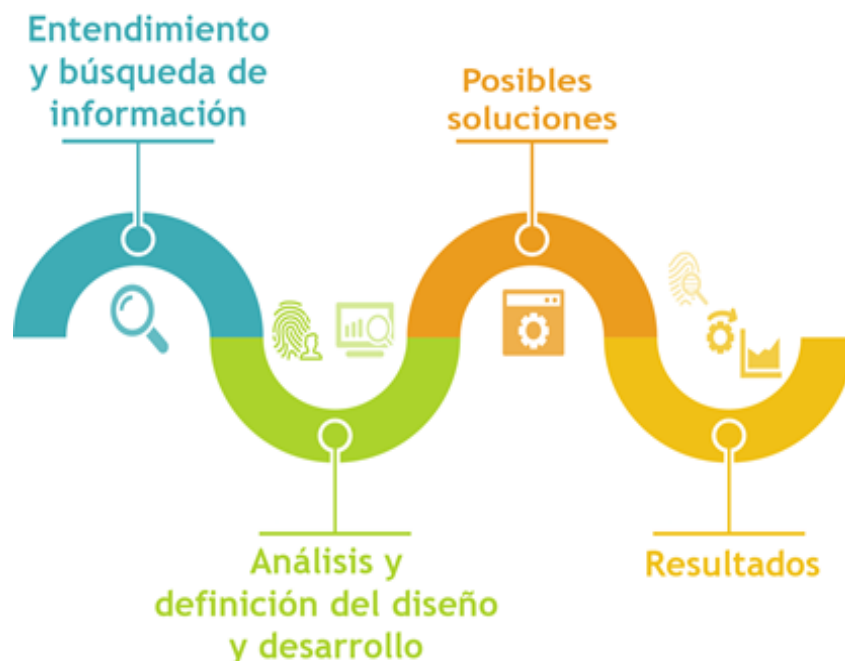 Entendimiento
y búsqueda de
información
Posibles
soluciones
Análisis y
definición del diseño
y desarrollo
Resultados